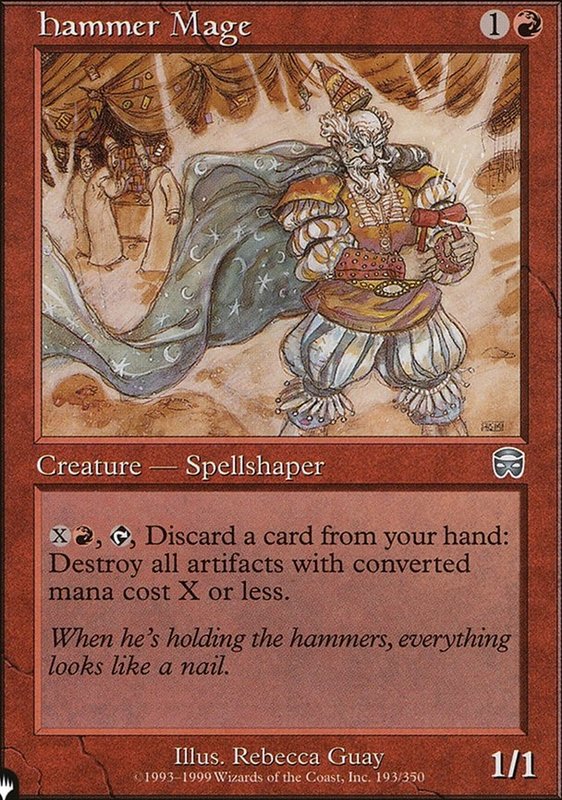 Hammer Mage 1
Creature — Spellshaper
X, , Discard a card from your hand:
Destroy all artifacts with converted
mana cost X or less.
When he's holding the hammers, everything
looks like a nail.
Illus. Rebecca Guay
©1993–1999 Wizards of the Coast, Inc. 193/350
1/1